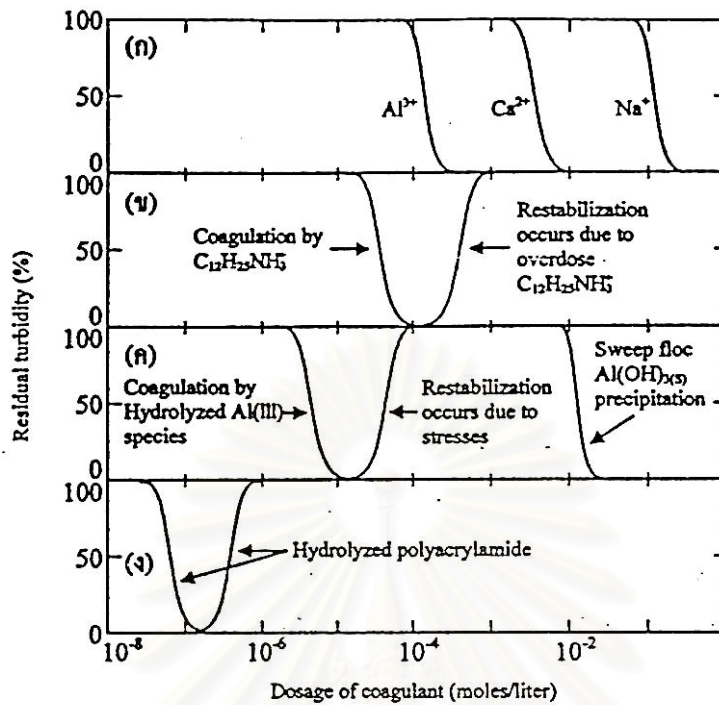 Residual turbidity (%)
100
50
0
(ก)
Al³⁺
Ca²⁺
Na⁺
100
50
0
(ข)
Coagulation by
C₁₂H₂₅NH₃⁺
Restabilization
occurs due to
overdose
C₁₂H₂₅NH₃⁺
100
50
0
(ค)
Coagulation by
Hydrolyzed Al(III)
species
Restabilization
occurs due to
stresses
Sweep floc
Al(OH)₃(S)
precipitation
100
50
0
(ง)
Hydrolyzed polyacrylamide
10⁻⁸
10⁻⁶
10⁻⁴
10⁻²
Dosage of coagulant (moles/liter)